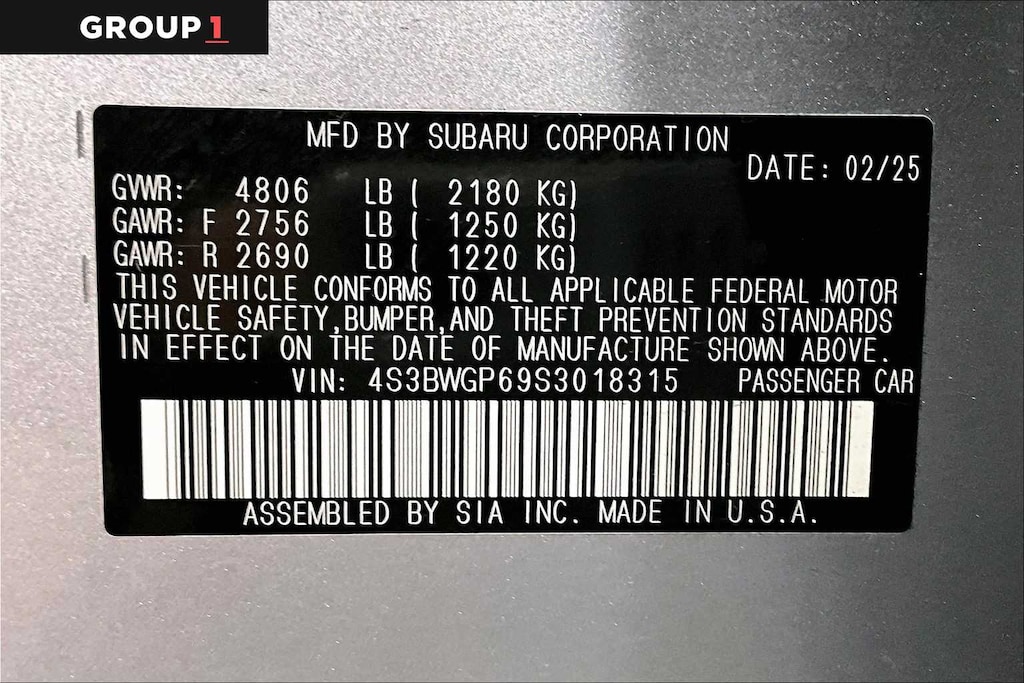 GROUP 1
MFD BY SUBARU CORPORATION
DATE: 02/25
GVWR: 4806 LB ( 2180 KG)
GAWR: F 2756 LB ( 1250 KG)
GAWR: R 2690 LB ( 1220 KG)
THIS VEHICLE CONFORMS TO ALL APPLICABLE FEDERAL MOTOR
VEHICLE SAFETY,BUMPER,AND THEFT PREVENTION STANDARDS
IN EFFECT ON THE DATE OF MANUFACTURE SHOWN ABOVE.
VIN: 4S3BWGP69S3018315 PASSENGER CAR
ASSEMBLED BY SIA INC. MADE IN U.S.A.